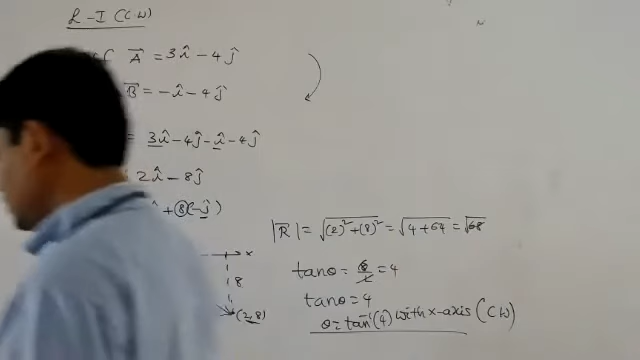 L-I (CW)
A⃗ = 3î - 4ĵ
B⃗ = -î - 4ĵ
= 3î - 4ĵ - î - 4ĵ
2î - 8ĵ
î + 8(-ĵ)
|R⃗| = √(2)²+(8)² = √4+64 = √68
x
tanθ = 8/2 = 4
8
tanθ = 4
(2,8)
θ = tan⁻¹(4) with x-axis (CW)